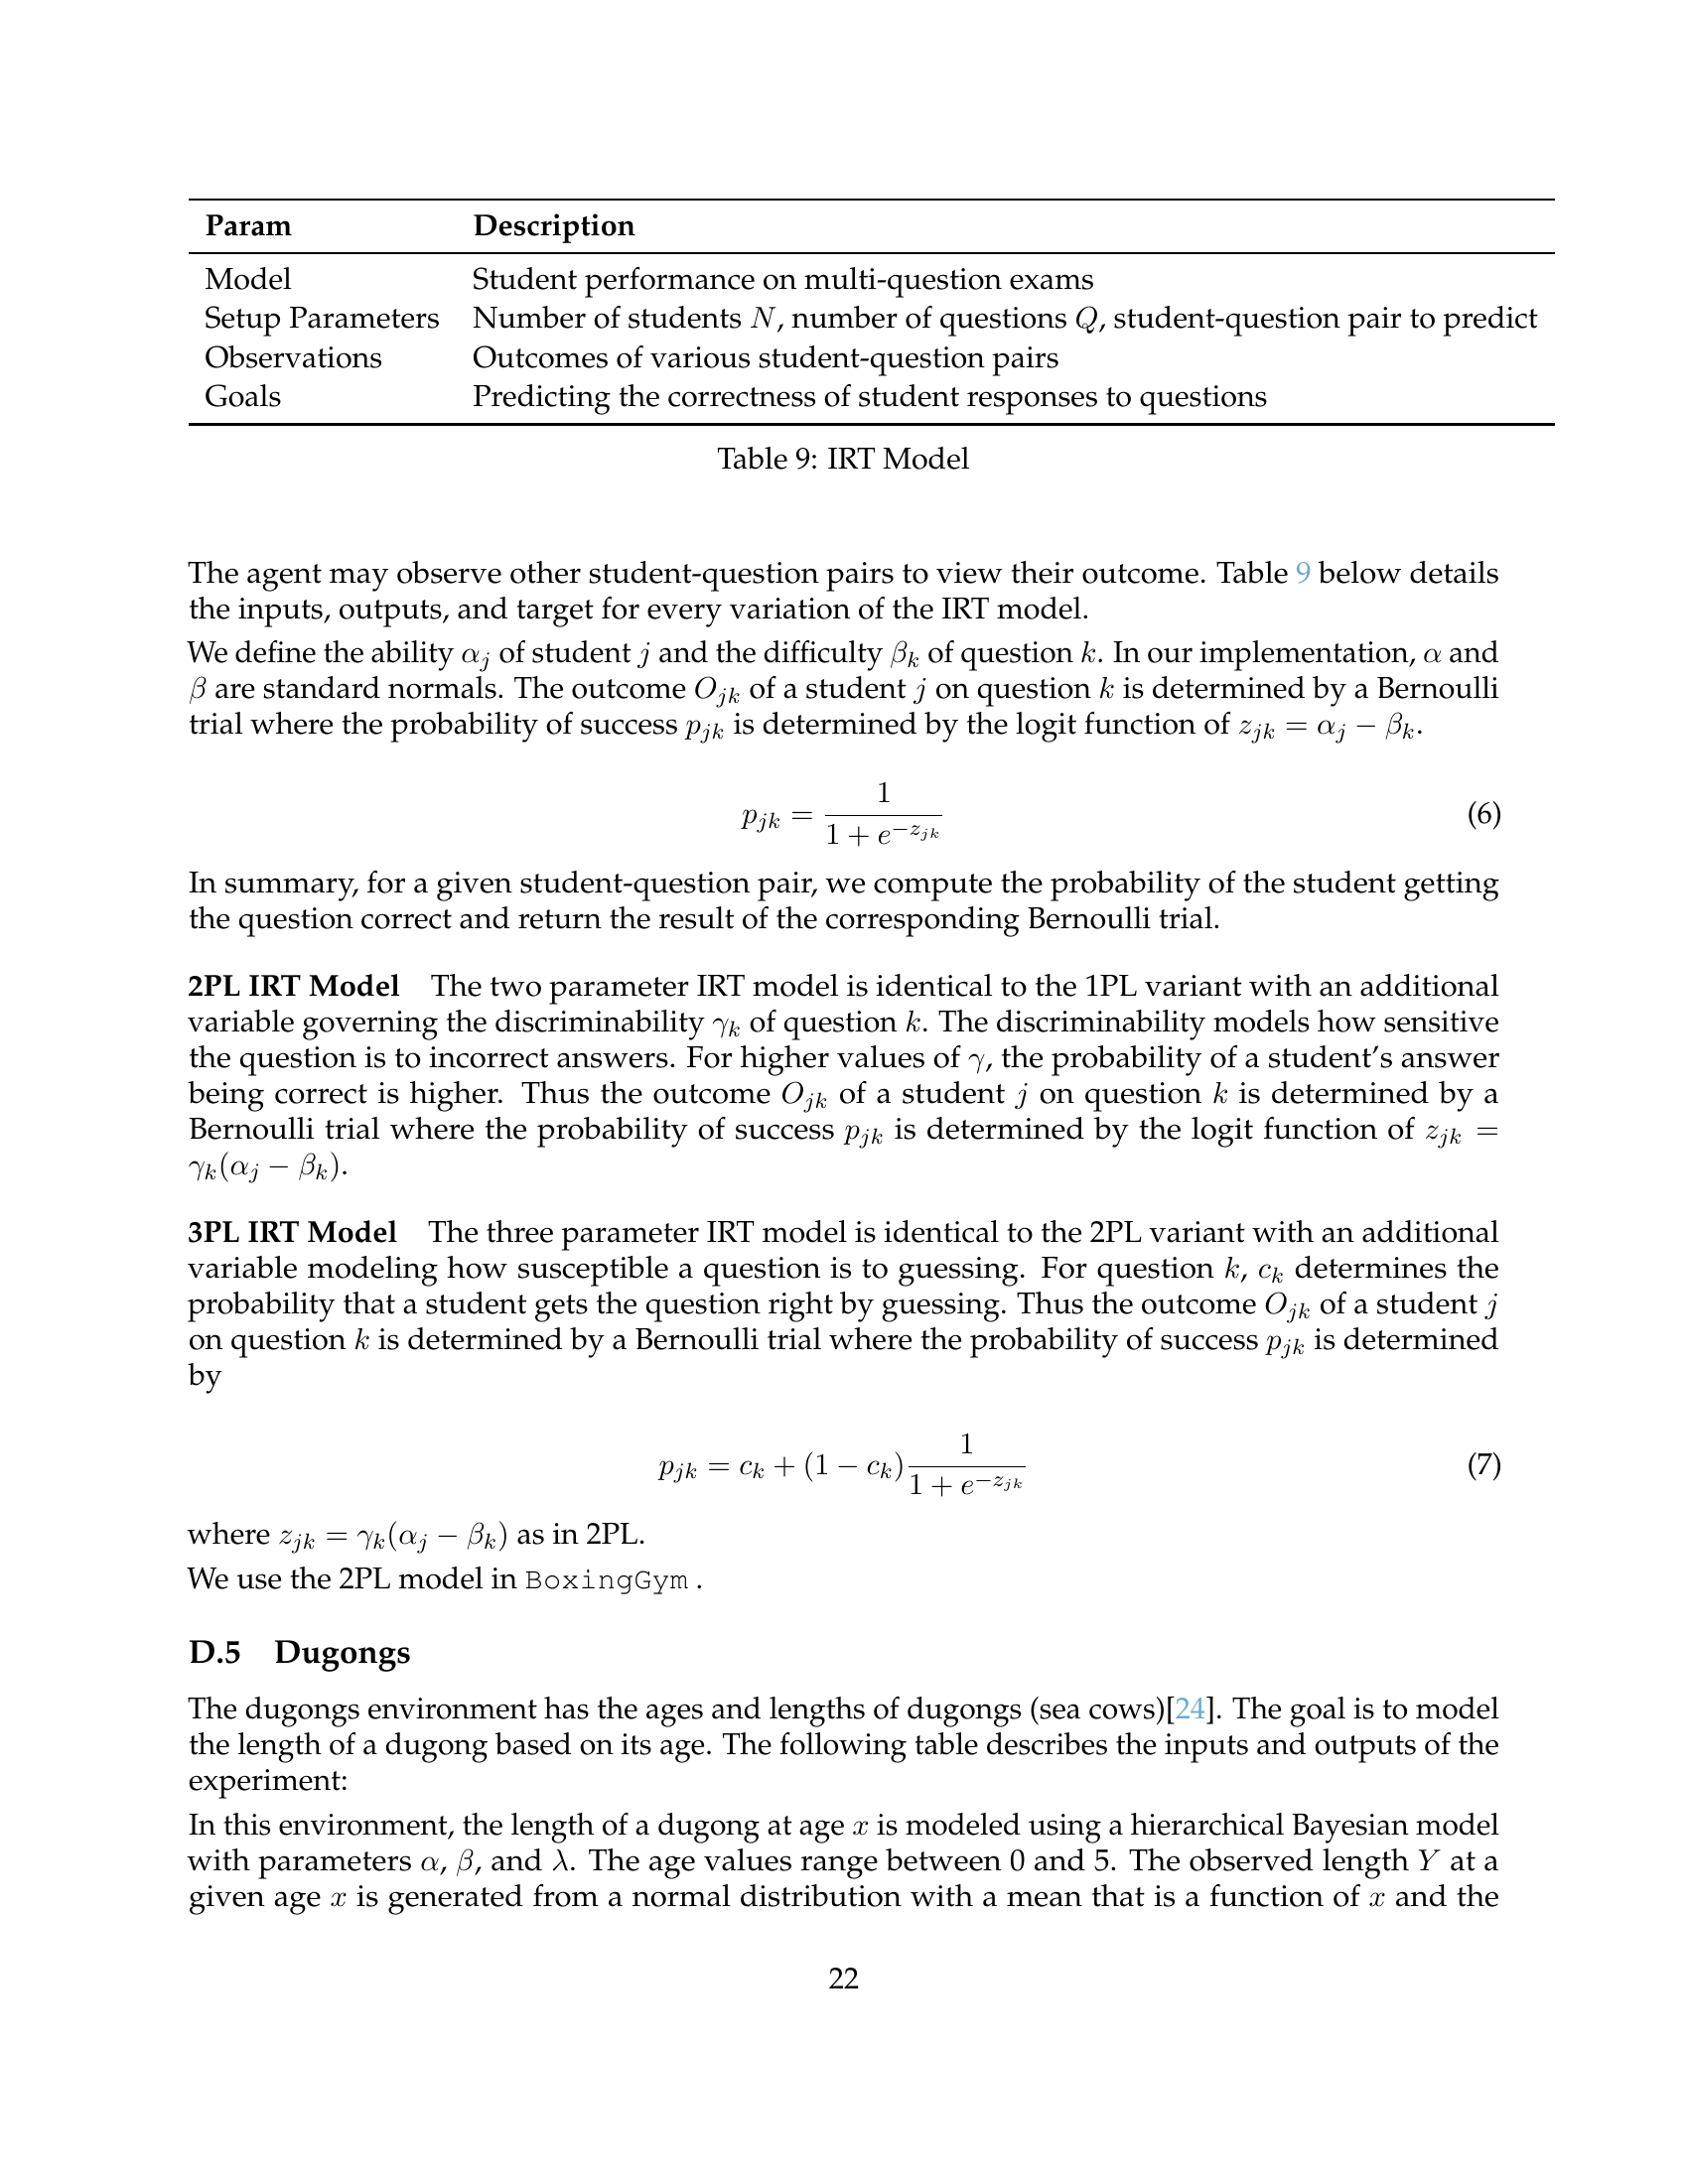 Param Description
Model Student performance on multi-question exams
Setup Parameters Number of students N, number of questions Q, student-question pair to predict
Observations Outcomes of various student-question pairs
Goals Predicting the correctness of student responses to questions
Table 9: IRT Model
The agent may observe other student-question pairs to view their outcome. Table 9 below details
the inputs, outputs, and target for every variation of the IRT model.
We define the ability α_j of student j and the difficulty β_k of question k. In our implementation, α and
β are standard normals. The outcome O_{jk} of a student j on question k is determined by a Bernoulli
trial where the probability of success p_{jk} is determined by the logit function of z_{jk} = α_j − β_k.
p_{jk} = \frac{1}{1 + e^{−z_{jk}}} (6)
In summary, for a given student-question pair, we compute the probability of the student getting
the question correct and return the result of the corresponding Bernoulli trial.
2PL IRT Model The two parameter IRT model is identical to the 1PL variant with an additional
variable governing the discriminability γ_k of question k. The discriminability models how sensitive
the question is to incorrect answers. For higher values of γ, the probability of a student's answer
being correct is higher. Thus the outcome O_{jk} of a student j on question k is determined by a
Bernoulli trial where the probability of success p_{jk} is determined by the logit function of z_{jk} =
γ_k(α_j − β_k).
3PL IRT Model The three parameter IRT model is identical to the 2PL variant with an additional
variable modeling how susceptible a question is to guessing. For question k, c_k determines the
probability that a student gets the question right by guessing. Thus the outcome O_{jk} of a student j
on question k is determined by a Bernoulli trial where the probability of success p_{jk} is determined
by
p_{jk} = c_k + (1 − c_k)\frac{1}{1 + e^{−z_{jk}}} (7)
where z_{jk} = γ_k(α_j − β_k) as in 2PL.
We use the 2PL model in BoxingGym .
D.5 Dugongs
The dugongs environment has the ages and lengths of dugongs (sea cows)[24]. The goal is to model
the length of a dugong based on its age. The following table describes the inputs and outputs of the
experiment:
In this environment, the length of a dugong at age x is modeled using a hierarchical Bayesian model
with parameters α, β, and λ. The age values range between 0 and 5. The observed length Y at a
given age x is generated from a normal distribution with a mean that is a function of x and the
22